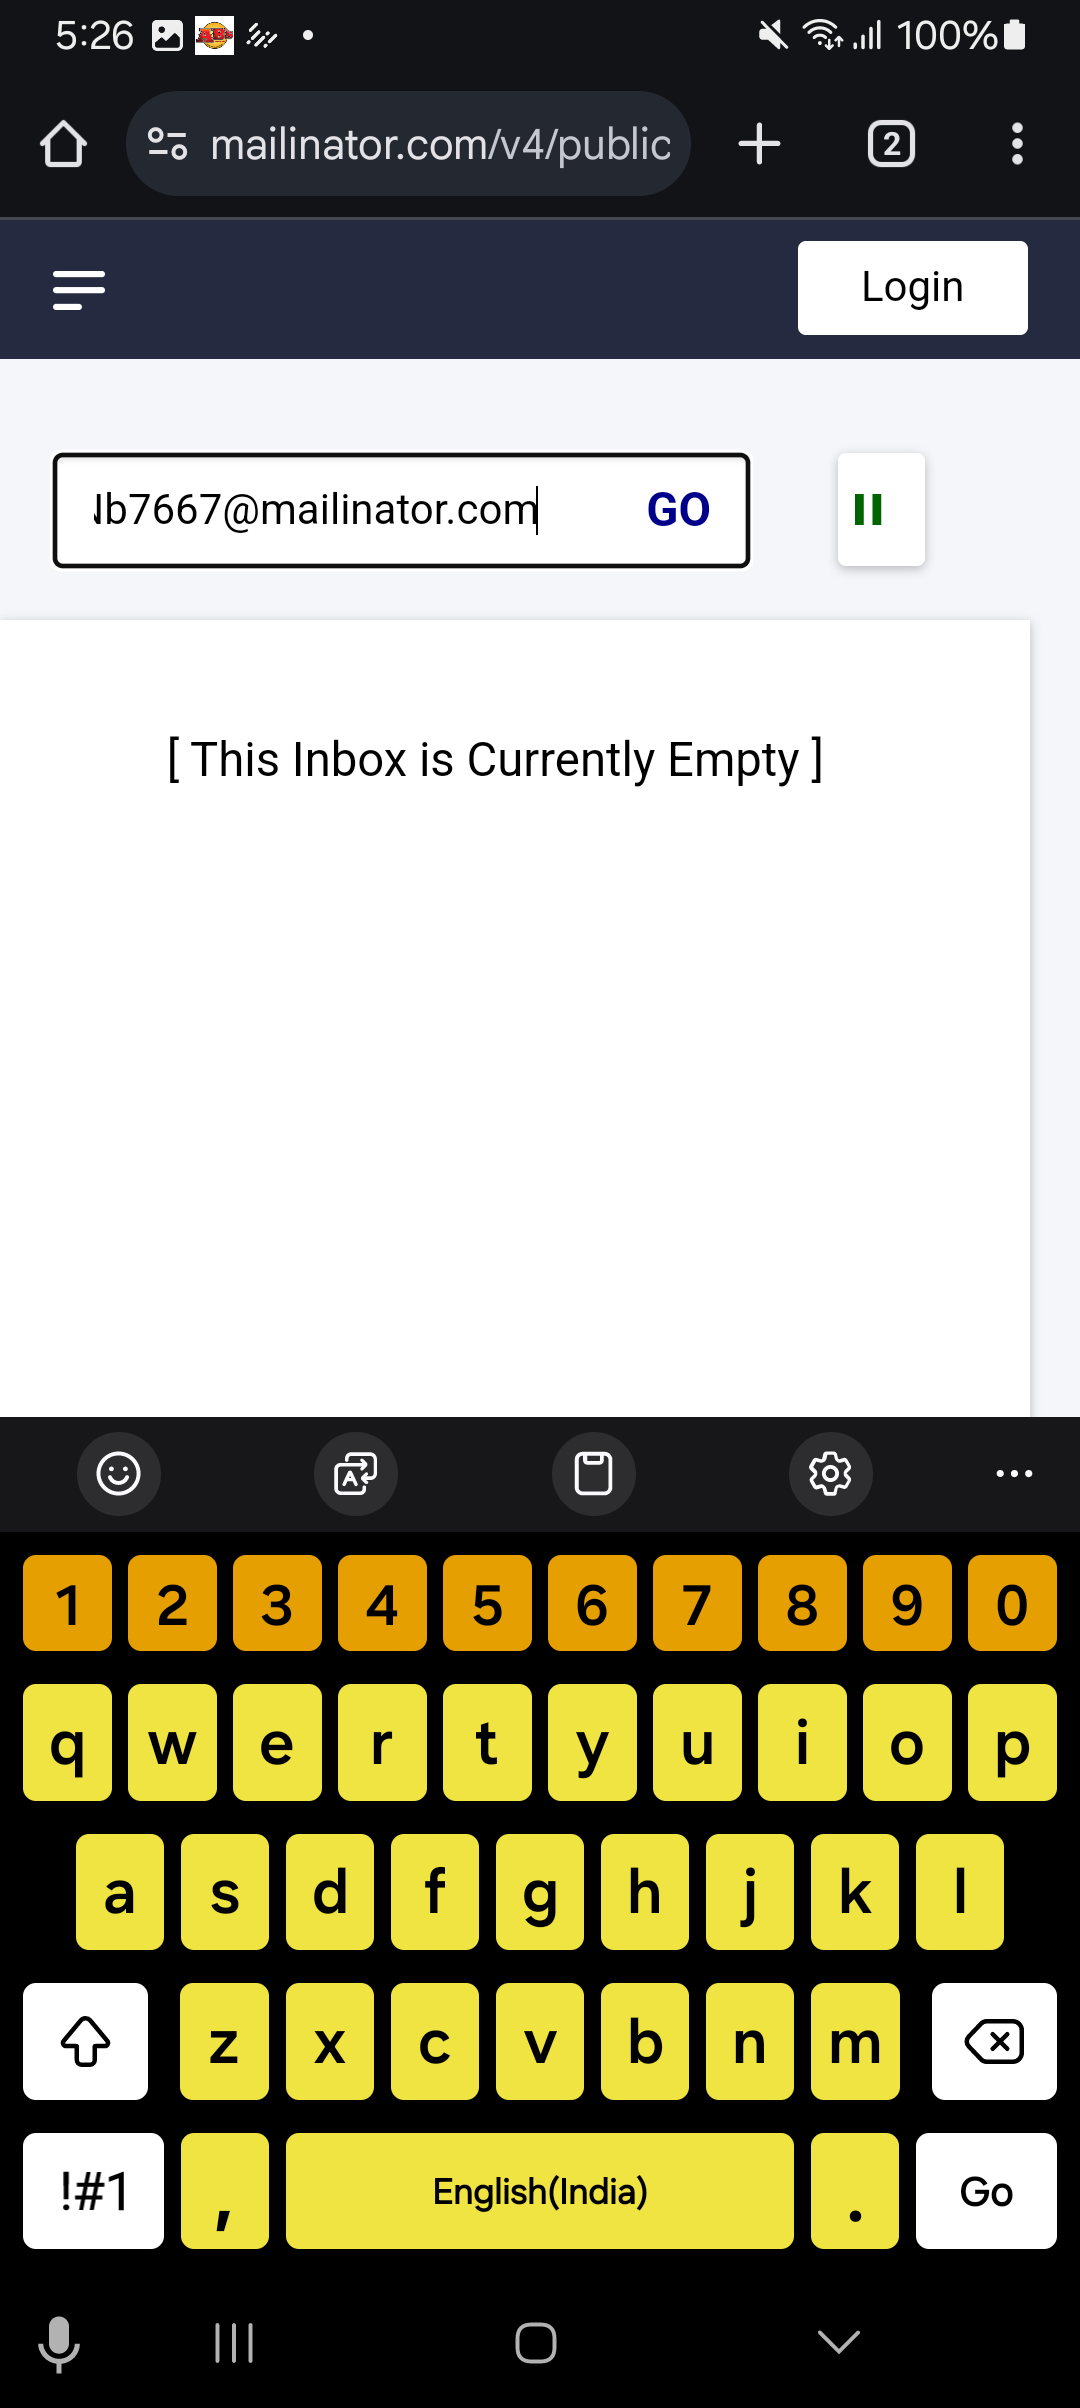 5:26
100%
mailinator.com/v4/public
2
Login
b7667@mailinator.com GO
[ This Inbox is Currently Empty ]
1 2 3 4 5 6 7 8 9 0
q w e r t y u i o p
a s d f g h j k l
z x c v b n m
!#1 , English(India) . Go